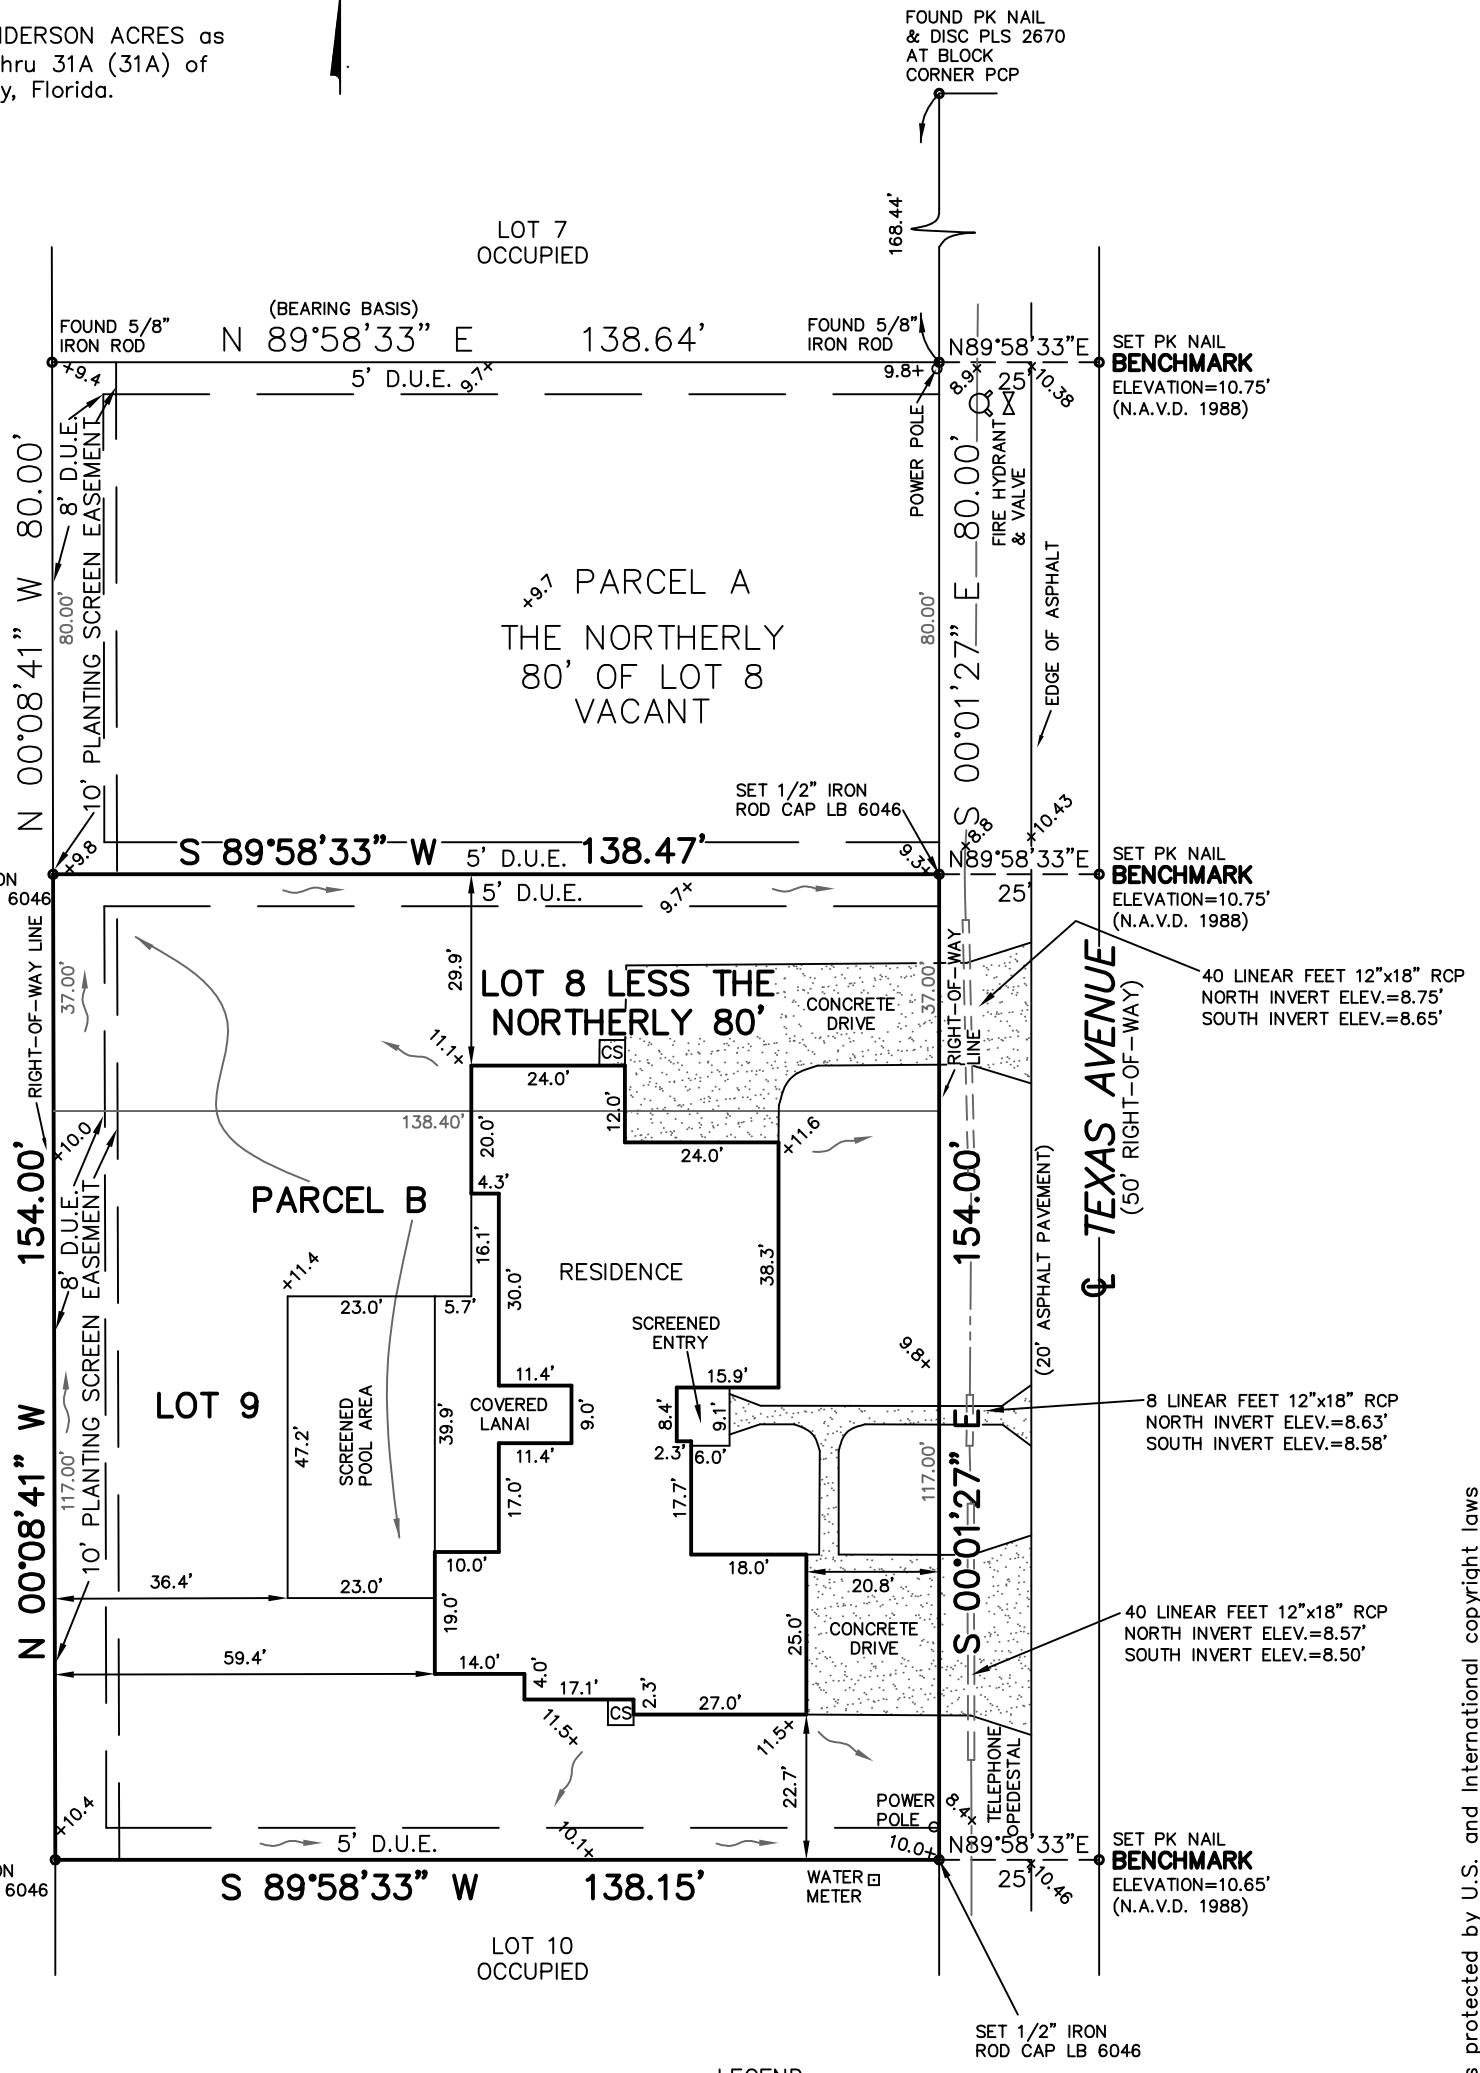 NDERSON ACRES as
hru 31A (31A) of
y, Florida.
FOUND PK NAIL
& DISC PLS 2670
AT BLOCK
CORNER PCP
168.44'
LOT 7
OCCUPIED
(BEARING BASIS)
N 89°58'33" E 138.64'
FOUND 5/8"
IRON ROD
FOUND 5/8"
IRON ROD
N89°58'33"E
25'
SET PK NAIL
BENCHMARK
ELEVATION=10.75'
(N.A.V.D. 1988)
+9.4
5' D.U.E.
9.7+
9.8+
8.9
10.38
POWER POLE
FIRE HYDRANT
& VALVE
N 00°08'41" W 80.00'
8' D.U.E.
10' PLANTING SCREEN EASEMENT
80.00'
+9.7
PARCEL A
THE NORTHERLY
80' OF LOT 8
VACANT
80.00'
S 00°01'27" E 80.00'
EDGE OF ASPHALT
SET 1/2" IRON
ROD CAP LB 6046
+9.8
S 89°58'33" W 138.47'
5' D.U.E.
9.3+
8.8
+10.43
N89°58'33"E
25'
SET PK NAIL
BENCHMARK
ELEVATION=10.75'
(N.A.V.D. 1988)
ON
6046
5' D.U.E.
9.7+
RIGHT-OF-WAY LINE
37.00'
29.9'
LOT 8 LESS THE
NORTHERLY 80'
CONCRETE
DRIVE
37.00'
RIGHT-OF-WAY
LINE
TEXAS AVENUE
(50' RIGHT-OF-WAY)
40 LINEAR FEET 12"x18" RCP
NORTH INVERT ELEV.=8.75'
SOUTH INVERT ELEV.=8.65'
11.1+
CS
24.0'
12.0'
138.40'
20.0'
24.0'
+11.6
+10.0
154.00'
154.00'
(20' ASPHALT PAVEMENT)
4.3'
PARCEL B
16.1'
30.0'
RESIDENCE
38.3'
8' D.U.E.
10' PLANTING SCREEN EASEMENT
+11.4
23.0'
5.7'
SCREENED
ENTRY
9.8+
LOT 9
SCREENED
POOL AREA
47.2'
39.9'
11.4'
COVERED
LANAI
9.0'
11.4'
15.9'
8.4'
9.1'
2.3'
6.0'
8 LINEAR FEET 12"x18" RCP
NORTH INVERT ELEV.=8.63'
SOUTH INVERT ELEV.=8.58'
117.00'
117.00'
N 00°08'41" W
S 00°01'27" E
17.0'
17.7'
10.0'
18.0'
36.4'
23.0'
20.8'
19.0'
25.0'
CONCRETE
DRIVE
40 LINEAR FEET 12"x18" RCP
NORTH INVERT ELEV.=8.57'
SOUTH INVERT ELEV.=8.50'
59.4'
14.0'
4.0'
17.1'
2.3'
27.0'
CS
11.5+
11.5+
22.7'
TELEPHONE
PEDESTAL
+10.4
5' D.U.E.
10.1+
POWER
POLE
8.4
10.0+
N89°58'33"E
25'
10.46
SET PK NAIL
BENCHMARK
ELEVATION=10.65'
(N.A.V.D. 1988)
ON
6046
S 89°58'33" W 138.15'
WATER
METER
LOT 10
OCCUPIED
SET 1/2" IRON
ROD CAP LB 6046
s protected by U.S. and International copyright laws